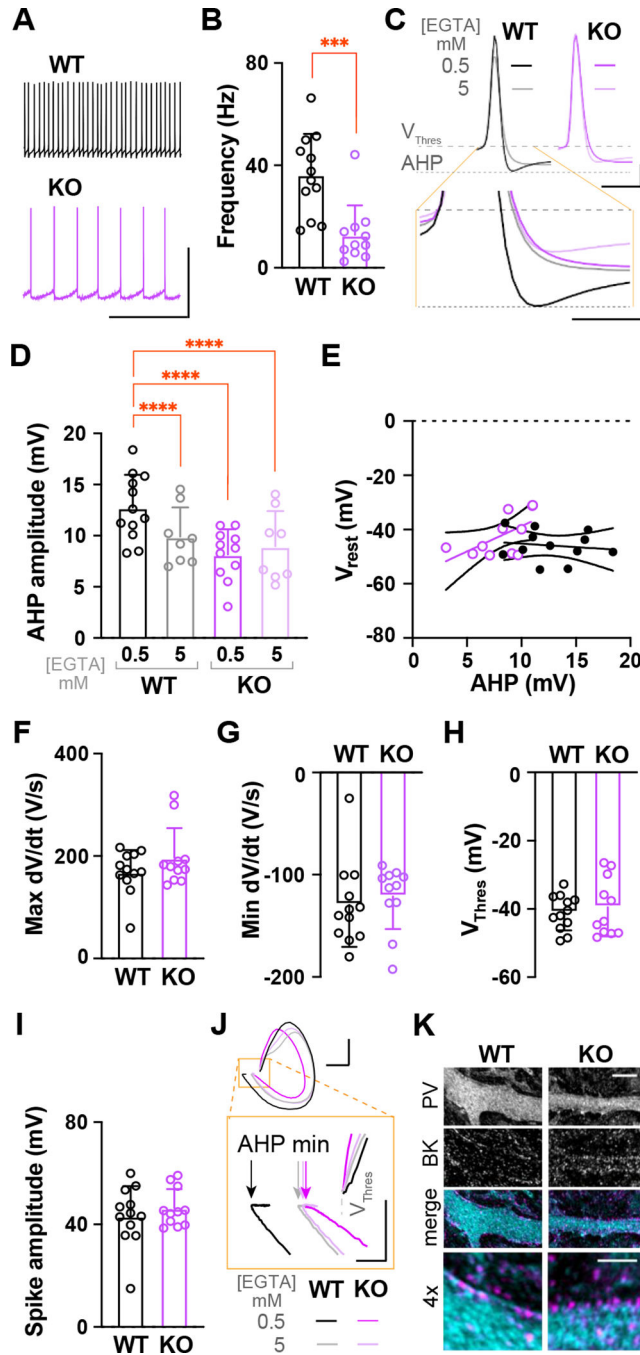 A
WT
KO
B
***
Frequency (Hz)
80
40
0
WT KO
C
[EGTA] WT KO
mM
0.5
5
VThres
AHP
D
****
****
****
AHP amplitude (mV)
20
15
10
5
0
[EGTA] 0.5 5 0.5 5
mM WT KO
E
Vrest (mV)
0
-20
-40
-60
-80
0 5 10 15 20
AHP (mV)
F
Max dV/dt (V/s)
400
200
0
WT KO
G
WT KO
Min dV/dt (V/s)
0
-100
-200
H
WT KO
VThres (mV)
0
-20
-40
-60
I
Spike amplitude (mV)
80
40
0
WT KO
J
AHP min
VThres
[EGTA] WT KO
mM
0.5
5
K
WT KO
PV
BK
merge
4x